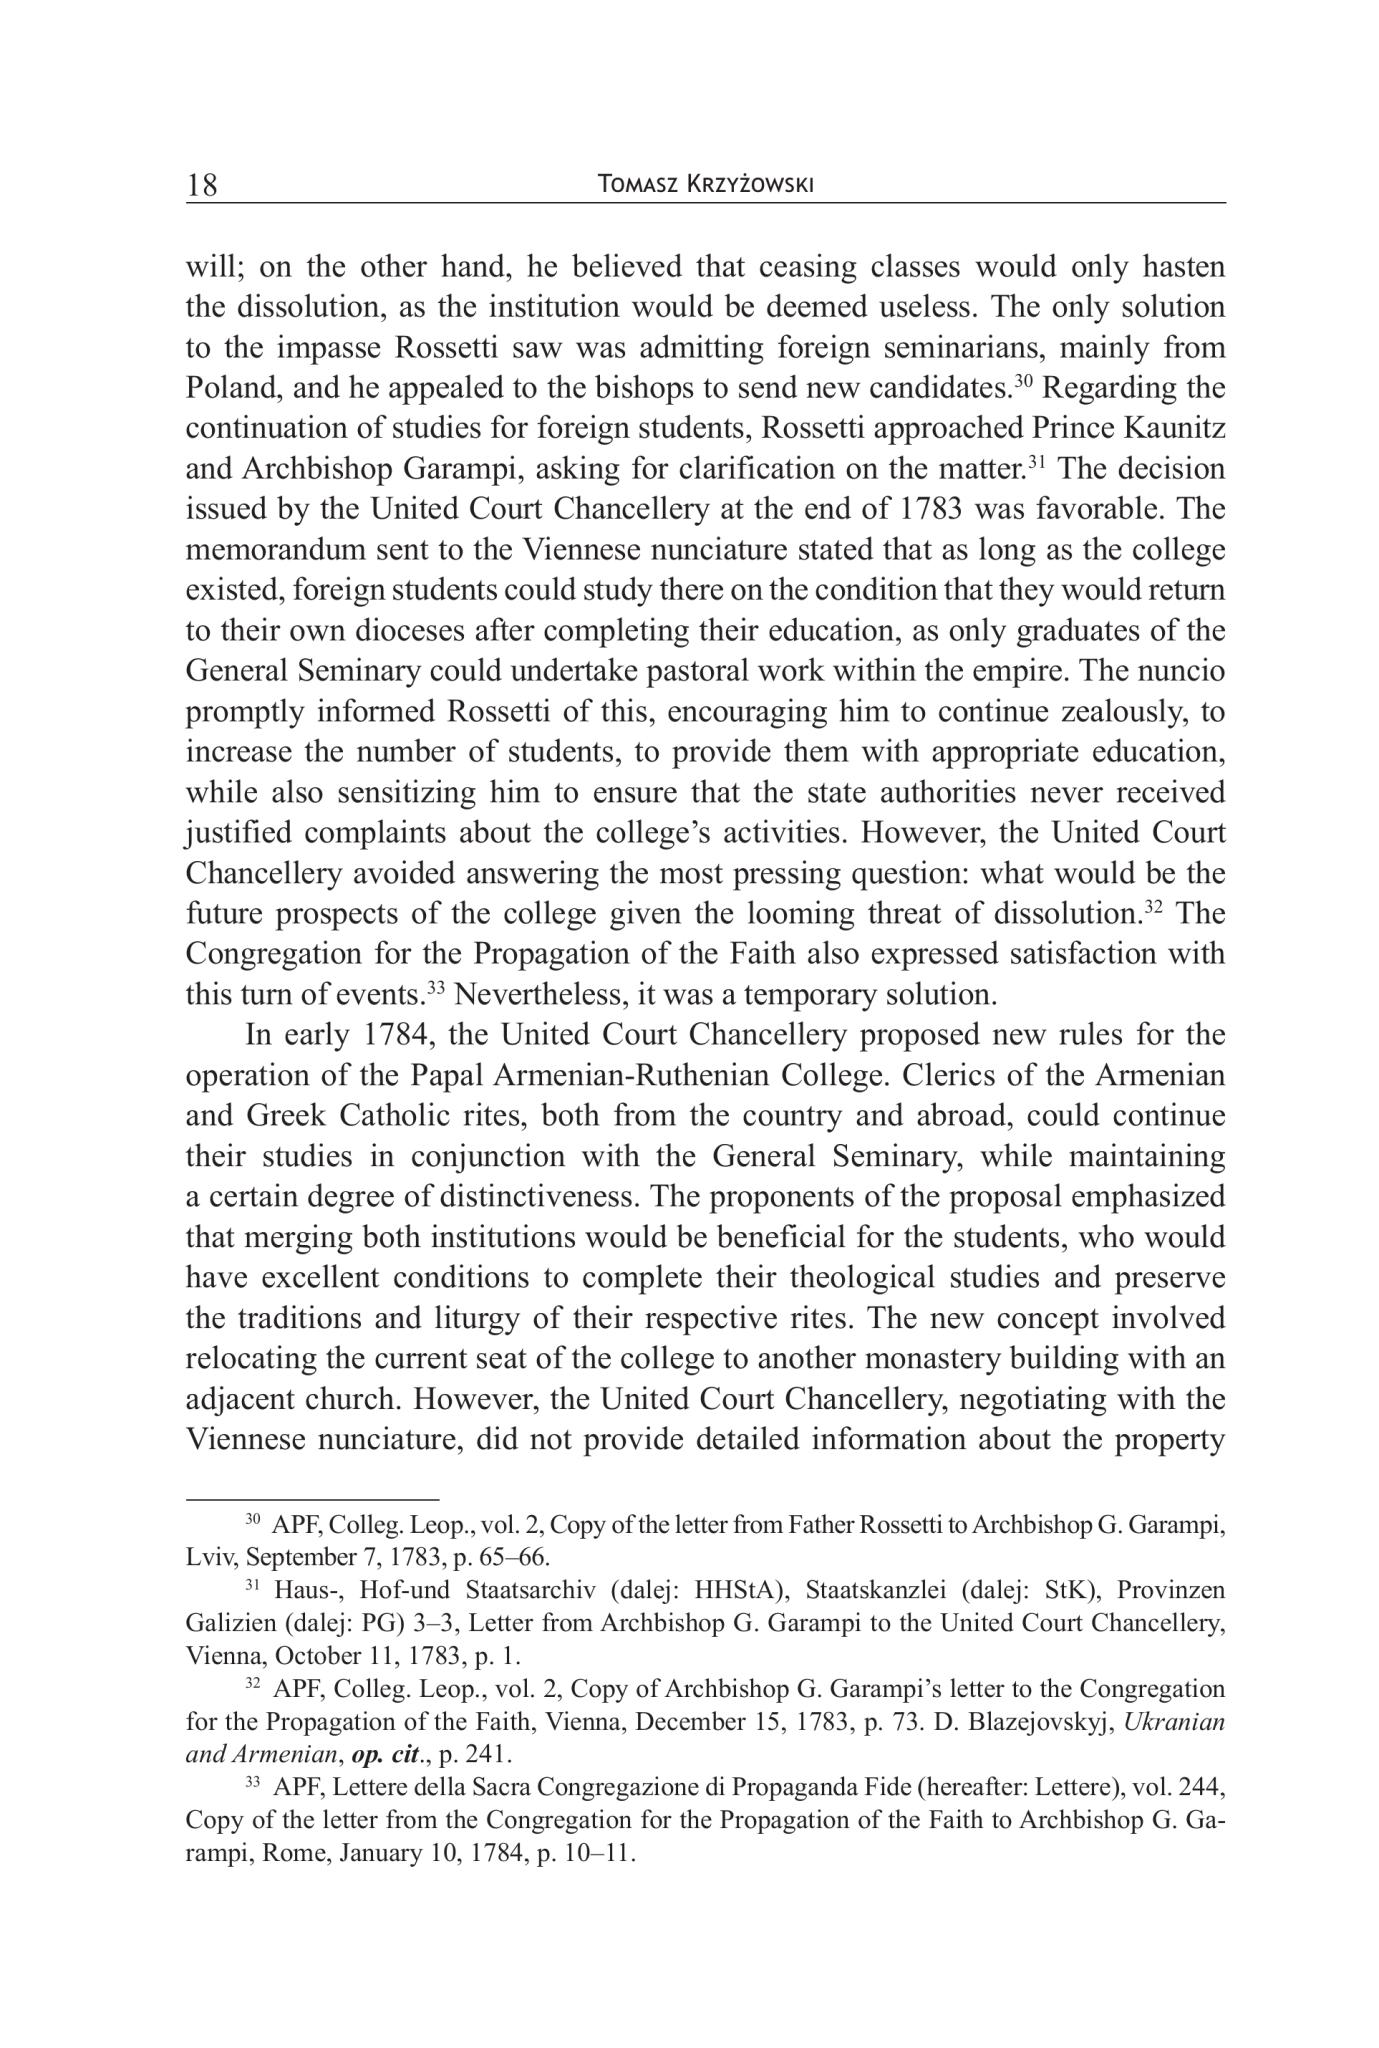 18
Tomasz Krzyżowski
will; on the other hand, he believed that ceasing classes would only hasten
the dissolution, as the institution would be deemed useless. The only solution
to the impasse Rossetti saw was admitting foreign seminarians, mainly from
Poland, and he appealed to the bishops to send new candidates.30 Regarding the
continuation of studies for foreign students, Rossetti approached Prince Kaunitz
and Archbishop Garampi, asking for clarification on the matter.31 The decision
issued by the United Court Chancellery at the end of 1783 was favorable. The
memorandum sent to the Viennese nunciature stated that as long as the college
existed, foreign students could study there on the condition that they would return
to their own dioceses after completing their education, as only graduates of the
General Seminary could undertake pastoral work within the empire. The nuncio
promptly informed Rossetti of this, encouraging him to continue zealously, to
increase the number of students, to provide them with appropriate education,
while also sensitizing him to ensure that the state authorities never received
justified complaints about the college’s activities. However, the United Court
Chancellery avoided answering the most pressing question: what would be the
future prospects of the college given the looming threat of dissolution.32 The
Congregation for the Propagation of the Faith also expressed satisfaction with
this turn of events.33 Nevertheless, it was a temporary solution.
In early 1784, the United Court Chancellery proposed new rules for the
operation of the Papal Armenian-Ruthenian College. Clerics of the Armenian
and Greek Catholic rites, both from the country and abroad, could continue
their studies in conjunction with the General Seminary, while maintaining
a certain degree of distinctiveness. The proponents of the proposal emphasized
that merging both institutions would be beneficial for the students, who would
have excellent conditions to complete their theological studies and preserve
the traditions and liturgy of their respective rites. The new concept involved
relocating the current seat of the college to another monastery building with an
adjacent church. However, the United Court Chancellery, negotiating with the
Viennese nunciature, did not provide detailed information about the property
30 APF, Colleg. Leop., vol. 2, Copy of the letter from Father Rossetti to Archbishop G. Garampi,
Lviv, September 7, 1783, p. 65–66.
31 Haus-, Hof-und Staatsarchiv (dalej: HHStA), Staatskanzlei (dalej: StK), Provinzen
Galizien (dalej: PG) 3–3, Letter from Archbishop G. Garampi to the United Court Chancellery,
Vienna, October 11, 1783, p. 1.
32 APF, Colleg. Leop., vol. 2, Copy of Archbishop G. Garampi’s letter to the Congregation
for the Propagation of the Faith, Vienna, December 15, 1783, p. 73. D. Blazejovskyj, Ukranian
and Armenian, op. cit., p. 241.
33 APF, Lettere della Sacra Congregazione di Propaganda Fide (hereafter: Lettere), vol. 244,
Copy of the letter from the Congregation for the Propagation of the Faith to Archbishop G. Ga-
rampi, Rome, January 10, 1784, p. 10–11.